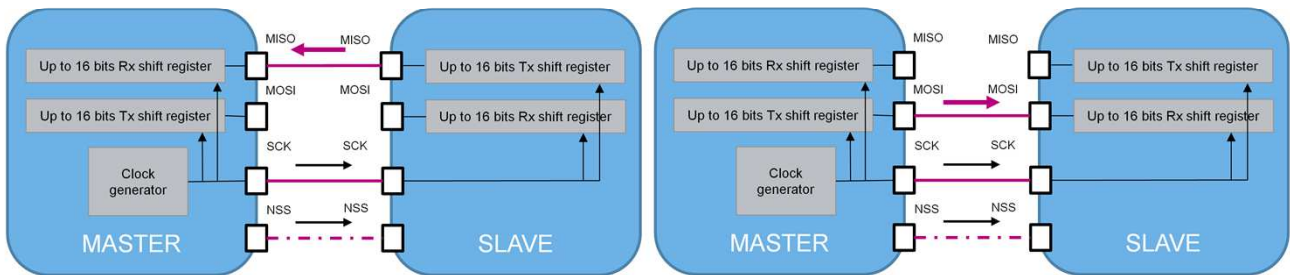 MISO MISO
Up to 16 bits Rx shift register
Up to 16 bits Tx shift register
MOSI MOSI
Up to 16 bits Tx shift register
Up to 16 bits Rx shift register
SCK SCK
Clock
generator
NSS NSS
MASTER
SLAVE
MISO MISO
Up to 16 bits Rx shift register
Up to 16 bits Tx shift register
MOSI MOSI
Up to 16 bits Tx shift register
Up to 16 bits Rx shift register
SCK SCK
Clock
generator
NSS NSS
MASTER
SLAVE